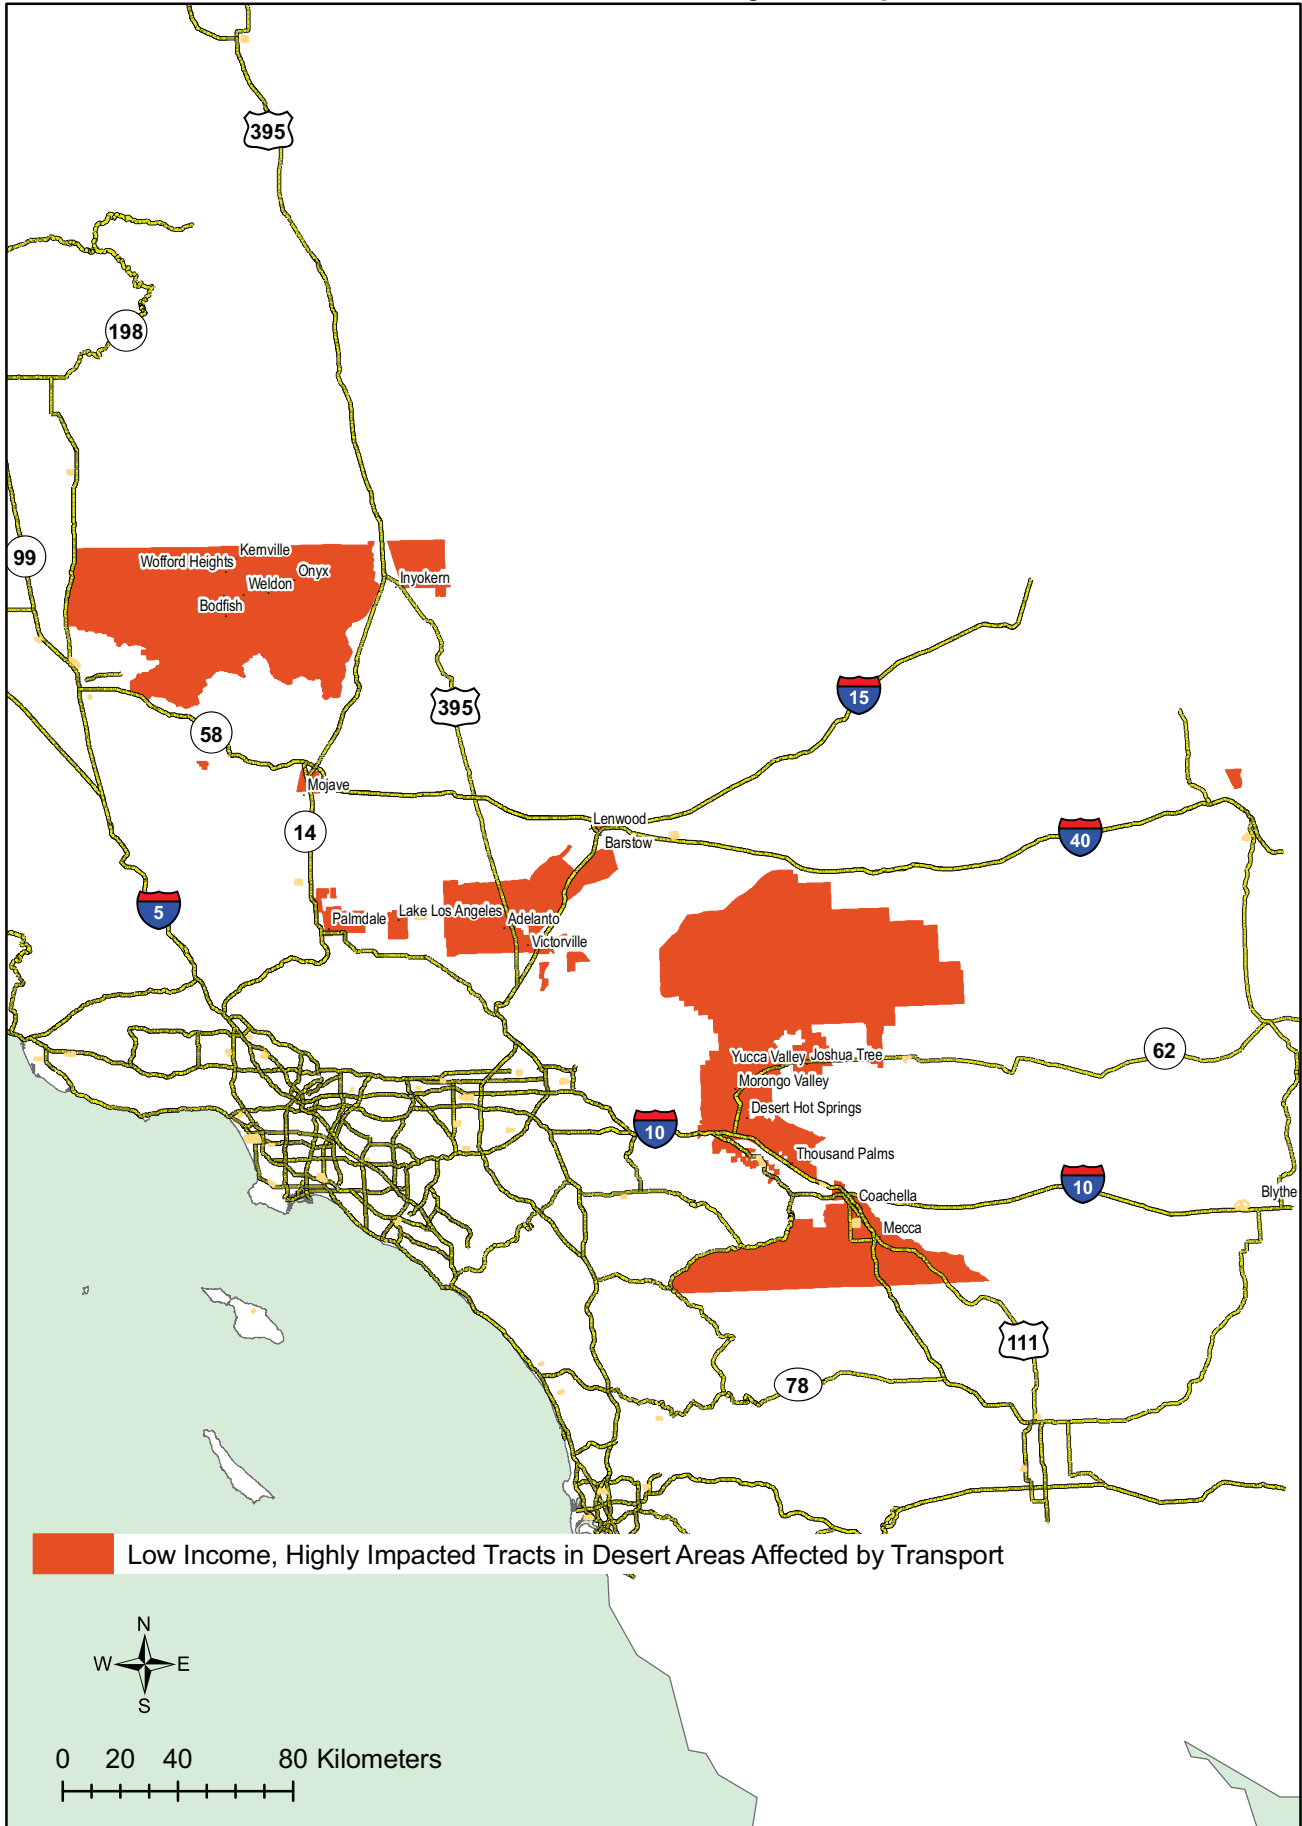 395
198
99
Kernville
Wofford Heights
Onyx
Weldon
Inyokern
Bodfish
395
15
58
Mojave
14
Lenwood
Barstow
40
5
Palmdale
Lake Los Angeles
Adelanto
Victorville
62
Yucca Valley
Joshua Tree
Morongo Valley
Desert Hot Springs
10
Thousand Palms
10
Coachella
Blythe
Mecca
111
78
Low Income, Highly Impacted Tracts in Desert Areas Affected by Transport
N
W E
S
0 20 40 80 Kilometers